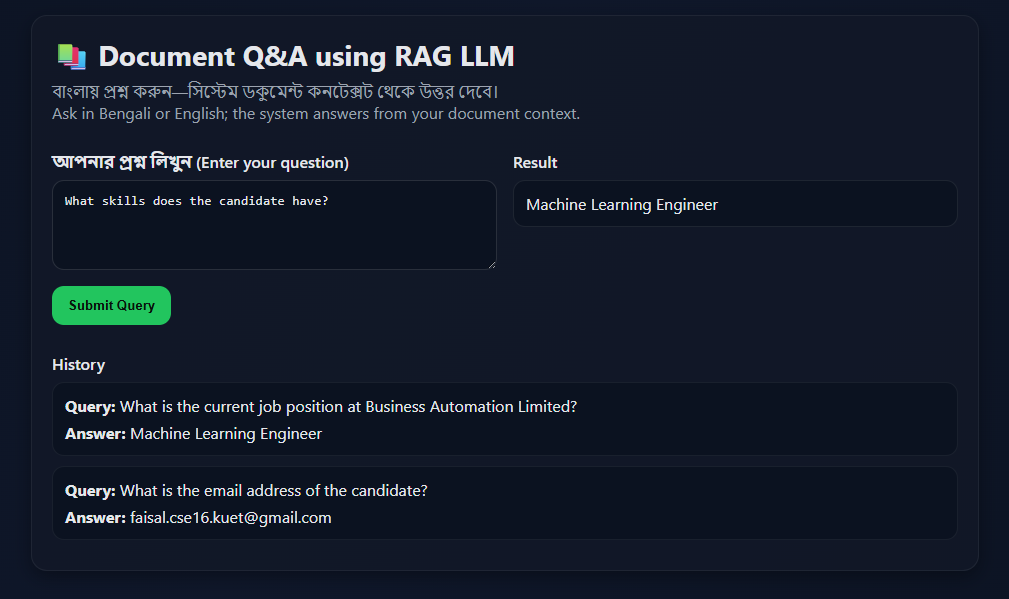 Document Q&A using RAG LLM
বাংলায় প্রশ্ন করুন—সিস্টেম ডকুমেন্ট কনটেক্সট থেকে উত্তর দেবে।
Ask in Bengali or English; the system answers from your document context.
আপনার প্রশ্ন লিখুন (Enter your question)
What skills does the candidate have?
Submit Query
Result
Machine Learning Engineer
History
Query: What is the current job position at Business Automation Limited?
Answer: Machine Learning Engineer
Query: What is the email address of the candidate?
Answer: faisal.cse16.kuet@gmail.com